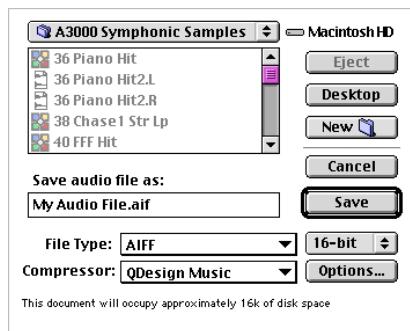 A3000 Symphonic Samples
Macintosh HD
36 Piano Hit
36 Piano Hit2.L
36 Piano Hit2.R
38 Chase1 Str Lp
40 FFF Hit
Eject
Desktop
New
Cancel
Save
Save audio file as:
My Audio File.aif
File Type: AIFF
16-bit
Compressor: QDesign Music
Options...
This document will occupy approximately 16k of disk space